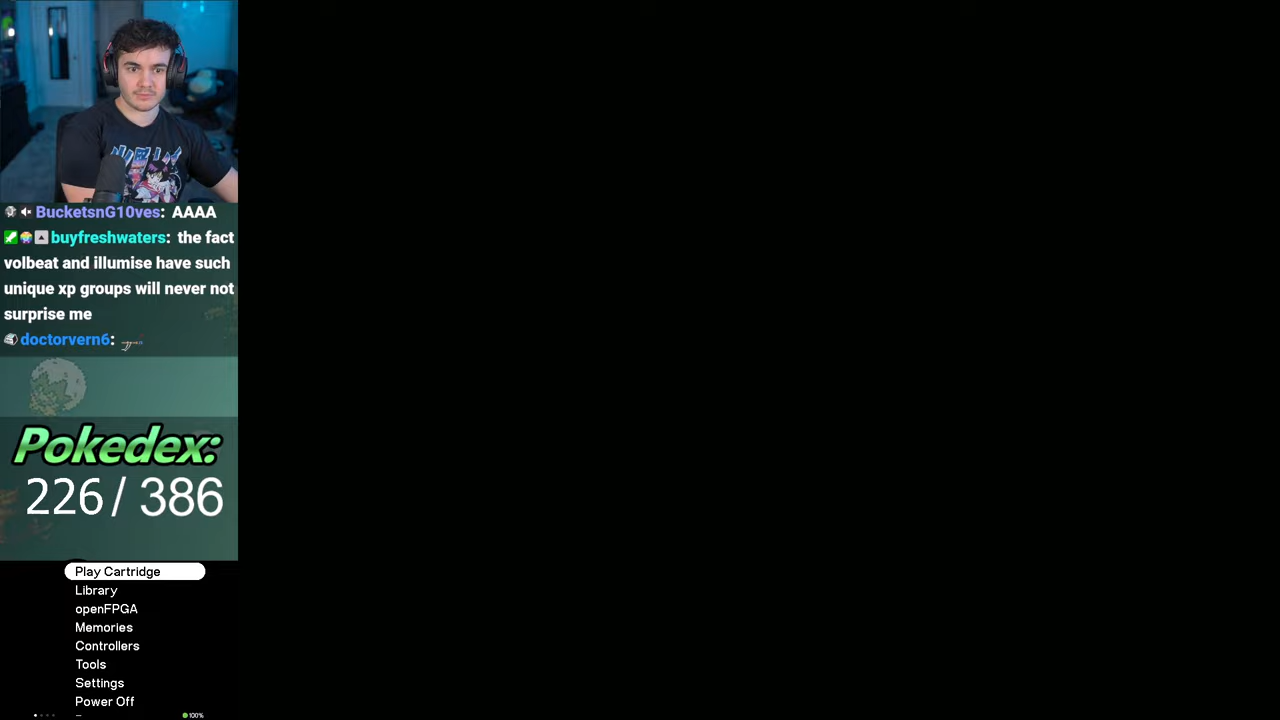 BucketsnG10ves: AAAA
buyfreshwaters: the fact
volbeat and illumise have such
unique xp groups will never not
surprise me
doctorvern6:
Pokedex:
226/ 386
Play Cartridge
Library
openFPGA
Memories
Controllers
Tools
Settings
Power Off
100%